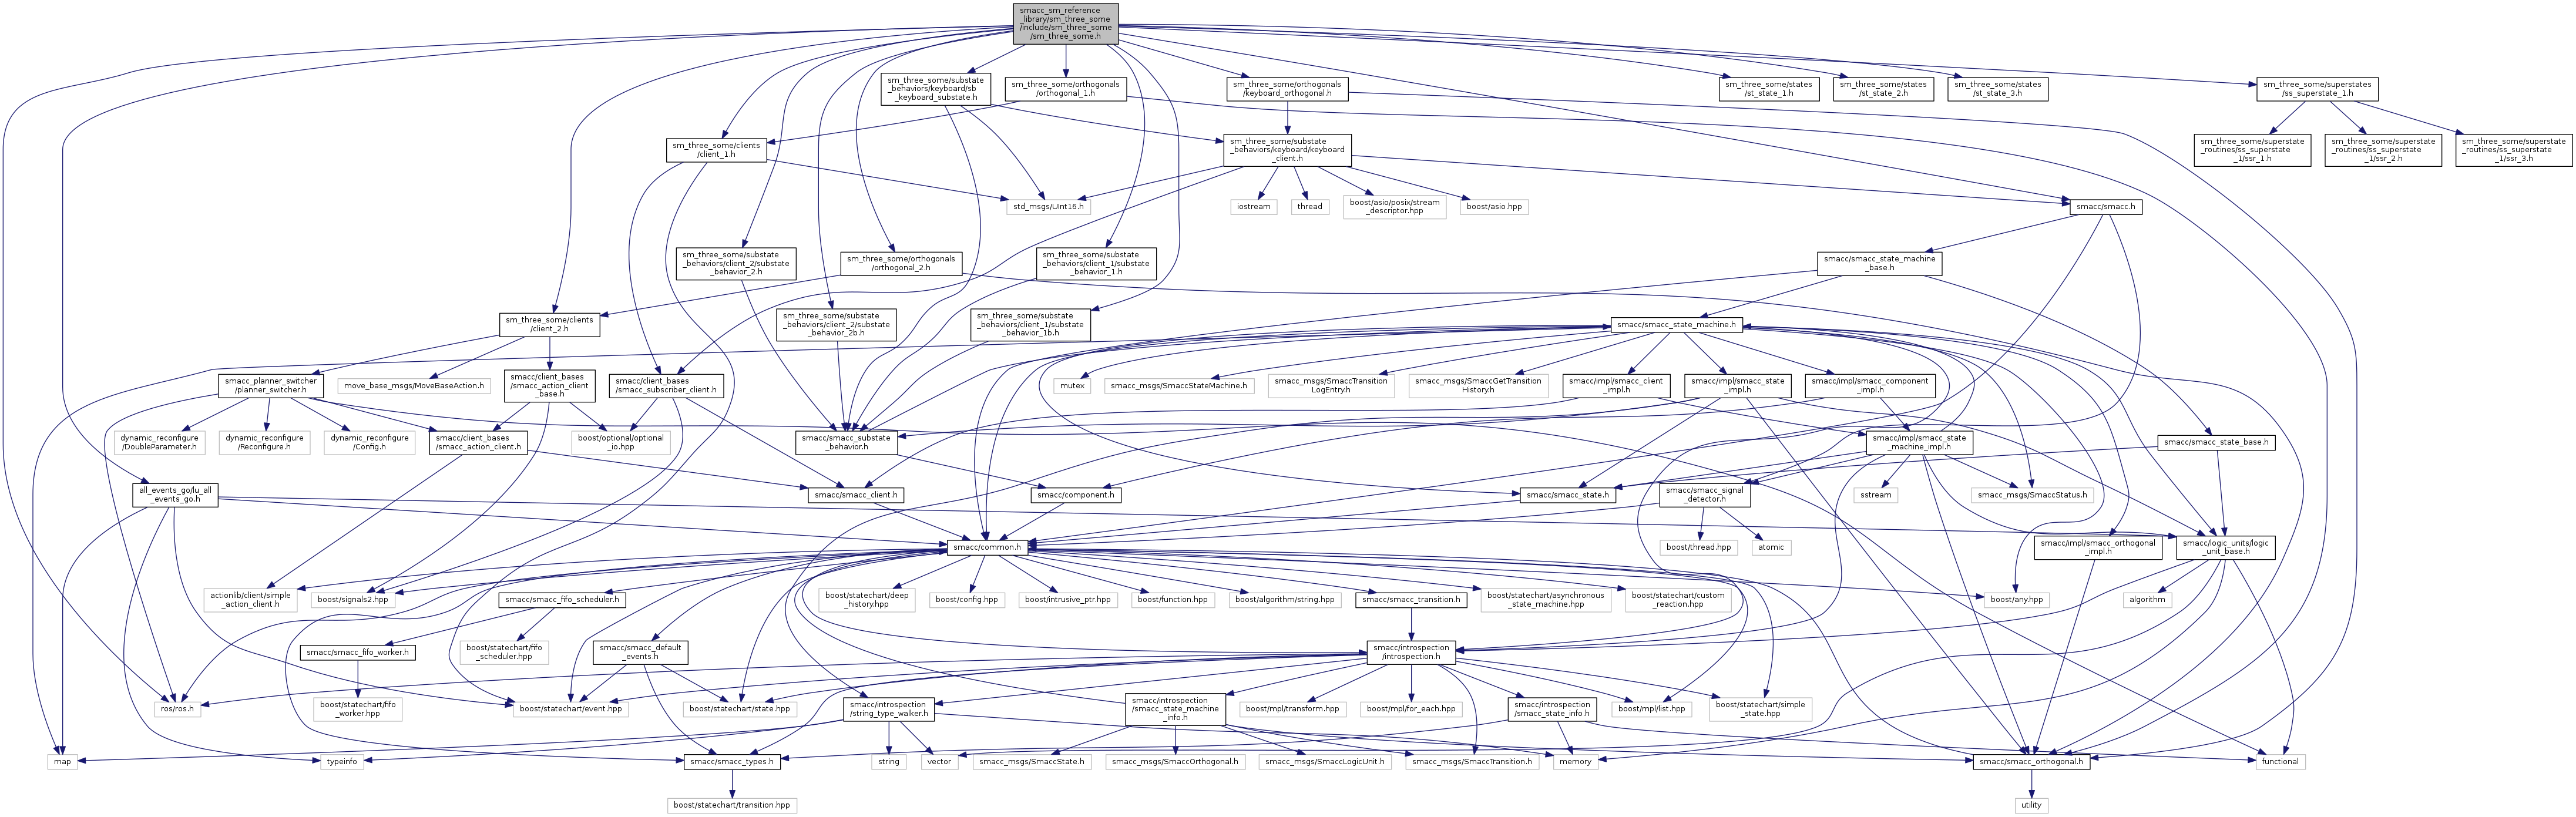 smacc_sm_reference
_library/sm_three_some
/include/sm_three_some
/sm_three_some.h
sm_three_some/substate
_behaviors/keyboard/sb
_keyboard_substate.h
sm_three_some/orthogonals
/orthogonal_1.h
sm_three_some/orthogonals
/keyboard_orthogonal.h
sm_three_some/states
/st_state_1.h
sm_three_some/states
/st_state_2.h
sm_three_some/states
/st_state_3.h
sm_three_some/superstates
/ss_superstate_1.h
sm_three_some/clients
/client_1.h
sm_three_some/substate
_behaviors/keyboard/keyboard
_client.h
sm_three_some/superstate
_routines/ss_superstate
_1/ssr_1.h
sm_three_some/superstate
_routines/ss_superstate
_1/ssr_2.h
sm_three_some/superstate
_routines/ss_superstate
_1/ssr_3.h
std_msgs/UInt16.h
iostream
thread
boost/asio/posix/stream
_descriptor.hpp
boost/asio.hpp
smacc/smacc.h
sm_three_some/substate
_behaviors/client_2/substate
_behavior_2.h
sm_three_some/orthogonals
/orthogonal_2.h
sm_three_some/substate
_behaviors/client_1/substate
_behavior_1.h
smacc/smacc_state_machine
_base.h
sm_three_some/clients
/client_2.h
sm_three_some/substate
_behaviors/client_2/substate
_behavior_2b.h
sm_three_some/substate
_behaviors/client_1/substate
_behavior_1b.h
smacc/smacc_state_machine.h
smacc_planner_switcher
/planner_switcher.h
move_base_msgs/MoveBaseAction.h
smacc/client_bases
/smacc_action_client
_base.h
smacc/client_bases
/smacc_subscriber_client.h
mutex
smacc_msgs/SmaccStateMachine.h
smacc_msgs/SmaccTransition
LogEntry.h
smacc_msgs/SmaccGetTransition
History.h
smacc/impl/smacc_client
_impl.h
smacc/impl/smacc_state
_impl.h
smacc/impl/smacc_component
_impl.h
dynamic_reconfigure
/DoubleParameter.h
dynamic_reconfigure
/Reconfigure.h
dynamic_reconfigure
/Config.h
smacc/client_bases
/smacc_action_client.h
boost/optional/optional
_io.hpp
smacc/smacc_substate
_behavior.h
smacc/impl/smacc_state
_machine_impl.h
smacc/smacc_state_base.h
all_events_go/lu_all
_events_go.h
smacc/smacc_client.h
smacc/component.h
smacc/smacc_state.h
smacc/smacc_signal
_detector.h
sstream
smacc_msgs/SmaccStatus.h
smacc/common.h
boost/thread.hpp
atomic
smacc/impl/smacc_orthogonal
_impl.h
smacc/logic_units/logic
_unit_base.h
actionlib/client/simple
_action_client.h
boost/signals2.hpp
smacc/smacc_fifo_scheduler.h
boost/statechart/deep
_history.hpp
boost/config.hpp
boost/intrusive_ptr.hpp
boost/function.hpp
boost/algorithm/string.hpp
smacc/smacc_transition.h
boost/statechart/asynchronous
_state_machine.hpp
boost/statechart/custom
_reaction.hpp
boost/any.hpp
algorithm
smacc/smacc_fifo_worker.h
boost/statechart/fifo
_scheduler.hpp
smacc/smacc_default
_events.h
smacc/introspection
/introspection.h
ros/ros.h
boost/statechart/fifo
_worker.hpp
boost/statechart/event.hpp
boost/statechart/state.hpp
smacc/introspection
/string_type_walker.h
smacc/introspection
/smacc_state_machine
_info.h
boost/mpl/transform.hpp
boost/mpl/for_each.hpp
smacc/introspection
/smacc_state_info.h
boost/mpl/list.hpp
boost/statechart/simple
_state.hpp
map
typeinfo
smacc/smacc_types.h
string
vector
smacc_msgs/SmaccState.h
smacc_msgs/SmaccOrthogonal.h
smacc_msgs/SmaccLogicUnit.h
smacc_msgs/SmaccTransition.h
memory
smacc/smacc_orthogonal.h
functional
boost/statechart/transition.hpp
utility